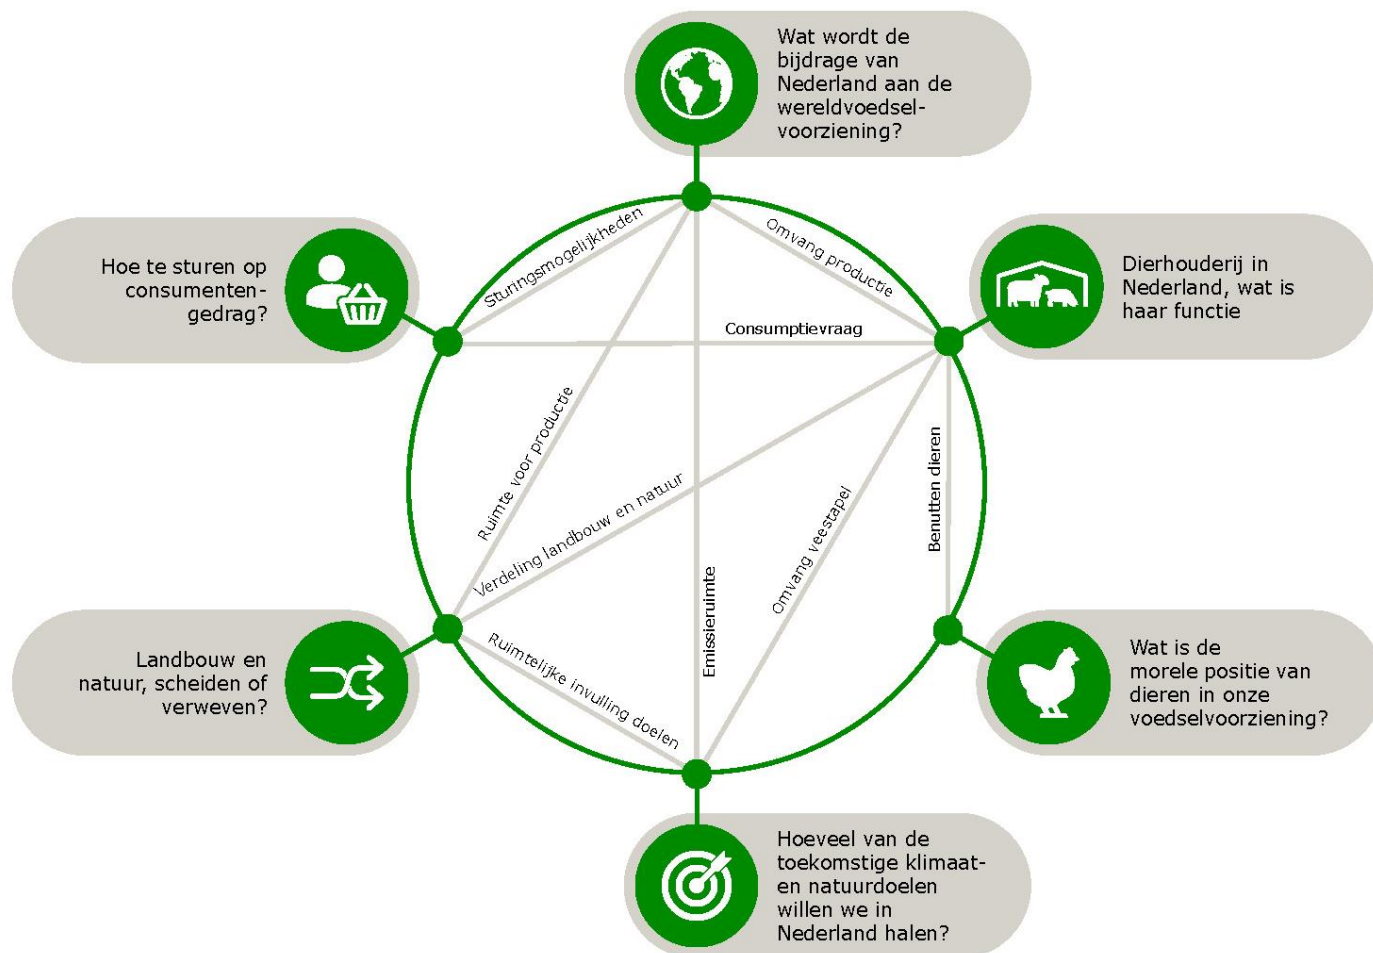 Wat wordt de
bijdrage van
Nederland aan de
wereldvoedsel-
voorziening?
Hoe te sturen op
consumenten-
gedrag?
Dierhouderij in
Nederland, wat is
haar functie
Sturingsmogelijkheden
Omvang productie
Consumptievraag
Ruimte voor productie
Verdeling landbouw en natuur
Emissieruimte
Omvang veestapel
Benutten dieren
Ruimtelijke invulling doelen
Landbouw en
natuur, scheiden of
verweven?
Wat is de
morele positie van
dieren in onze
voedselvoorziening?
Hoeveel van de
toekomstige klimaat-
en natuurdoelen
willen we in
Nederland halen?